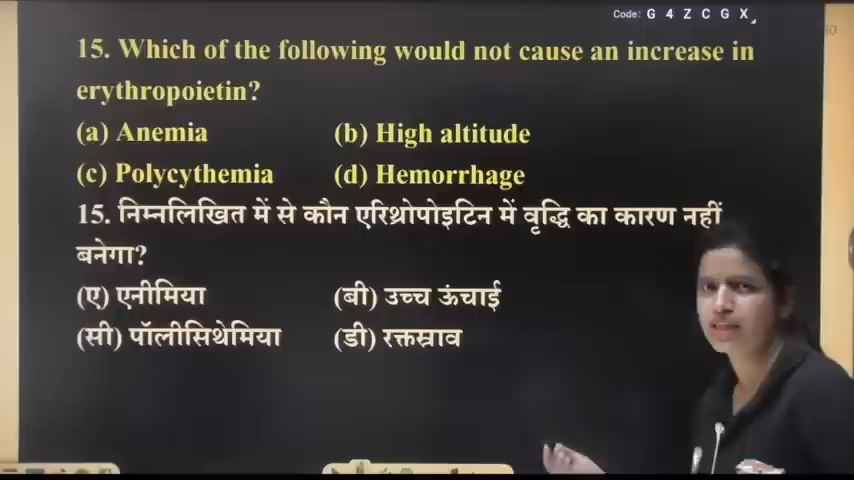 Code: G 4 Z C G X
15. Which of the following would not cause an increase in
erythropoietin?
(a) Anemia (b) High altitude
(c) Polycythemia (d) Hemorrhage
15. निम्नलिखित में से कौन एरिथ्रोपोइटिन में वृद्धि का कारण नहीं
बनेगा?
(ए) एनीमिया (बी) उच्च ऊंचाई
(सी) पॉलीसिथेमिया (डी) रक्तस्राव